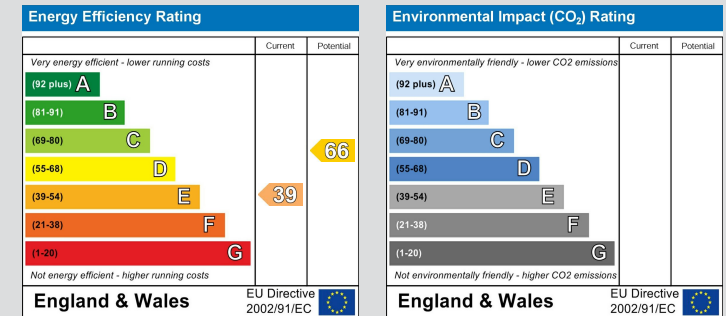 Energy Efficiency Rating
Current Potential
Very energy efficient - lower running costs
(92 plus) A
(81-91) B
(69-80) C
(55-68) D
(39-54) E
(21-38) F
(1-20) G
39
66
Not energy efficient - higher running costs
England & Wales
EU Directive
2002/91/EC
Environmental Impact (CO₂) Rating
Current Potential
Very environmentally friendly - lower CO2 emissions
(92 plus) A
(81-91) B
(69-80) C
(55-68) D
(39-54) E
(21-38) F
(1-20) G
Not environmentally friendly - higher CO2 emissions
England & Wales
EU Directive
2002/91/EC